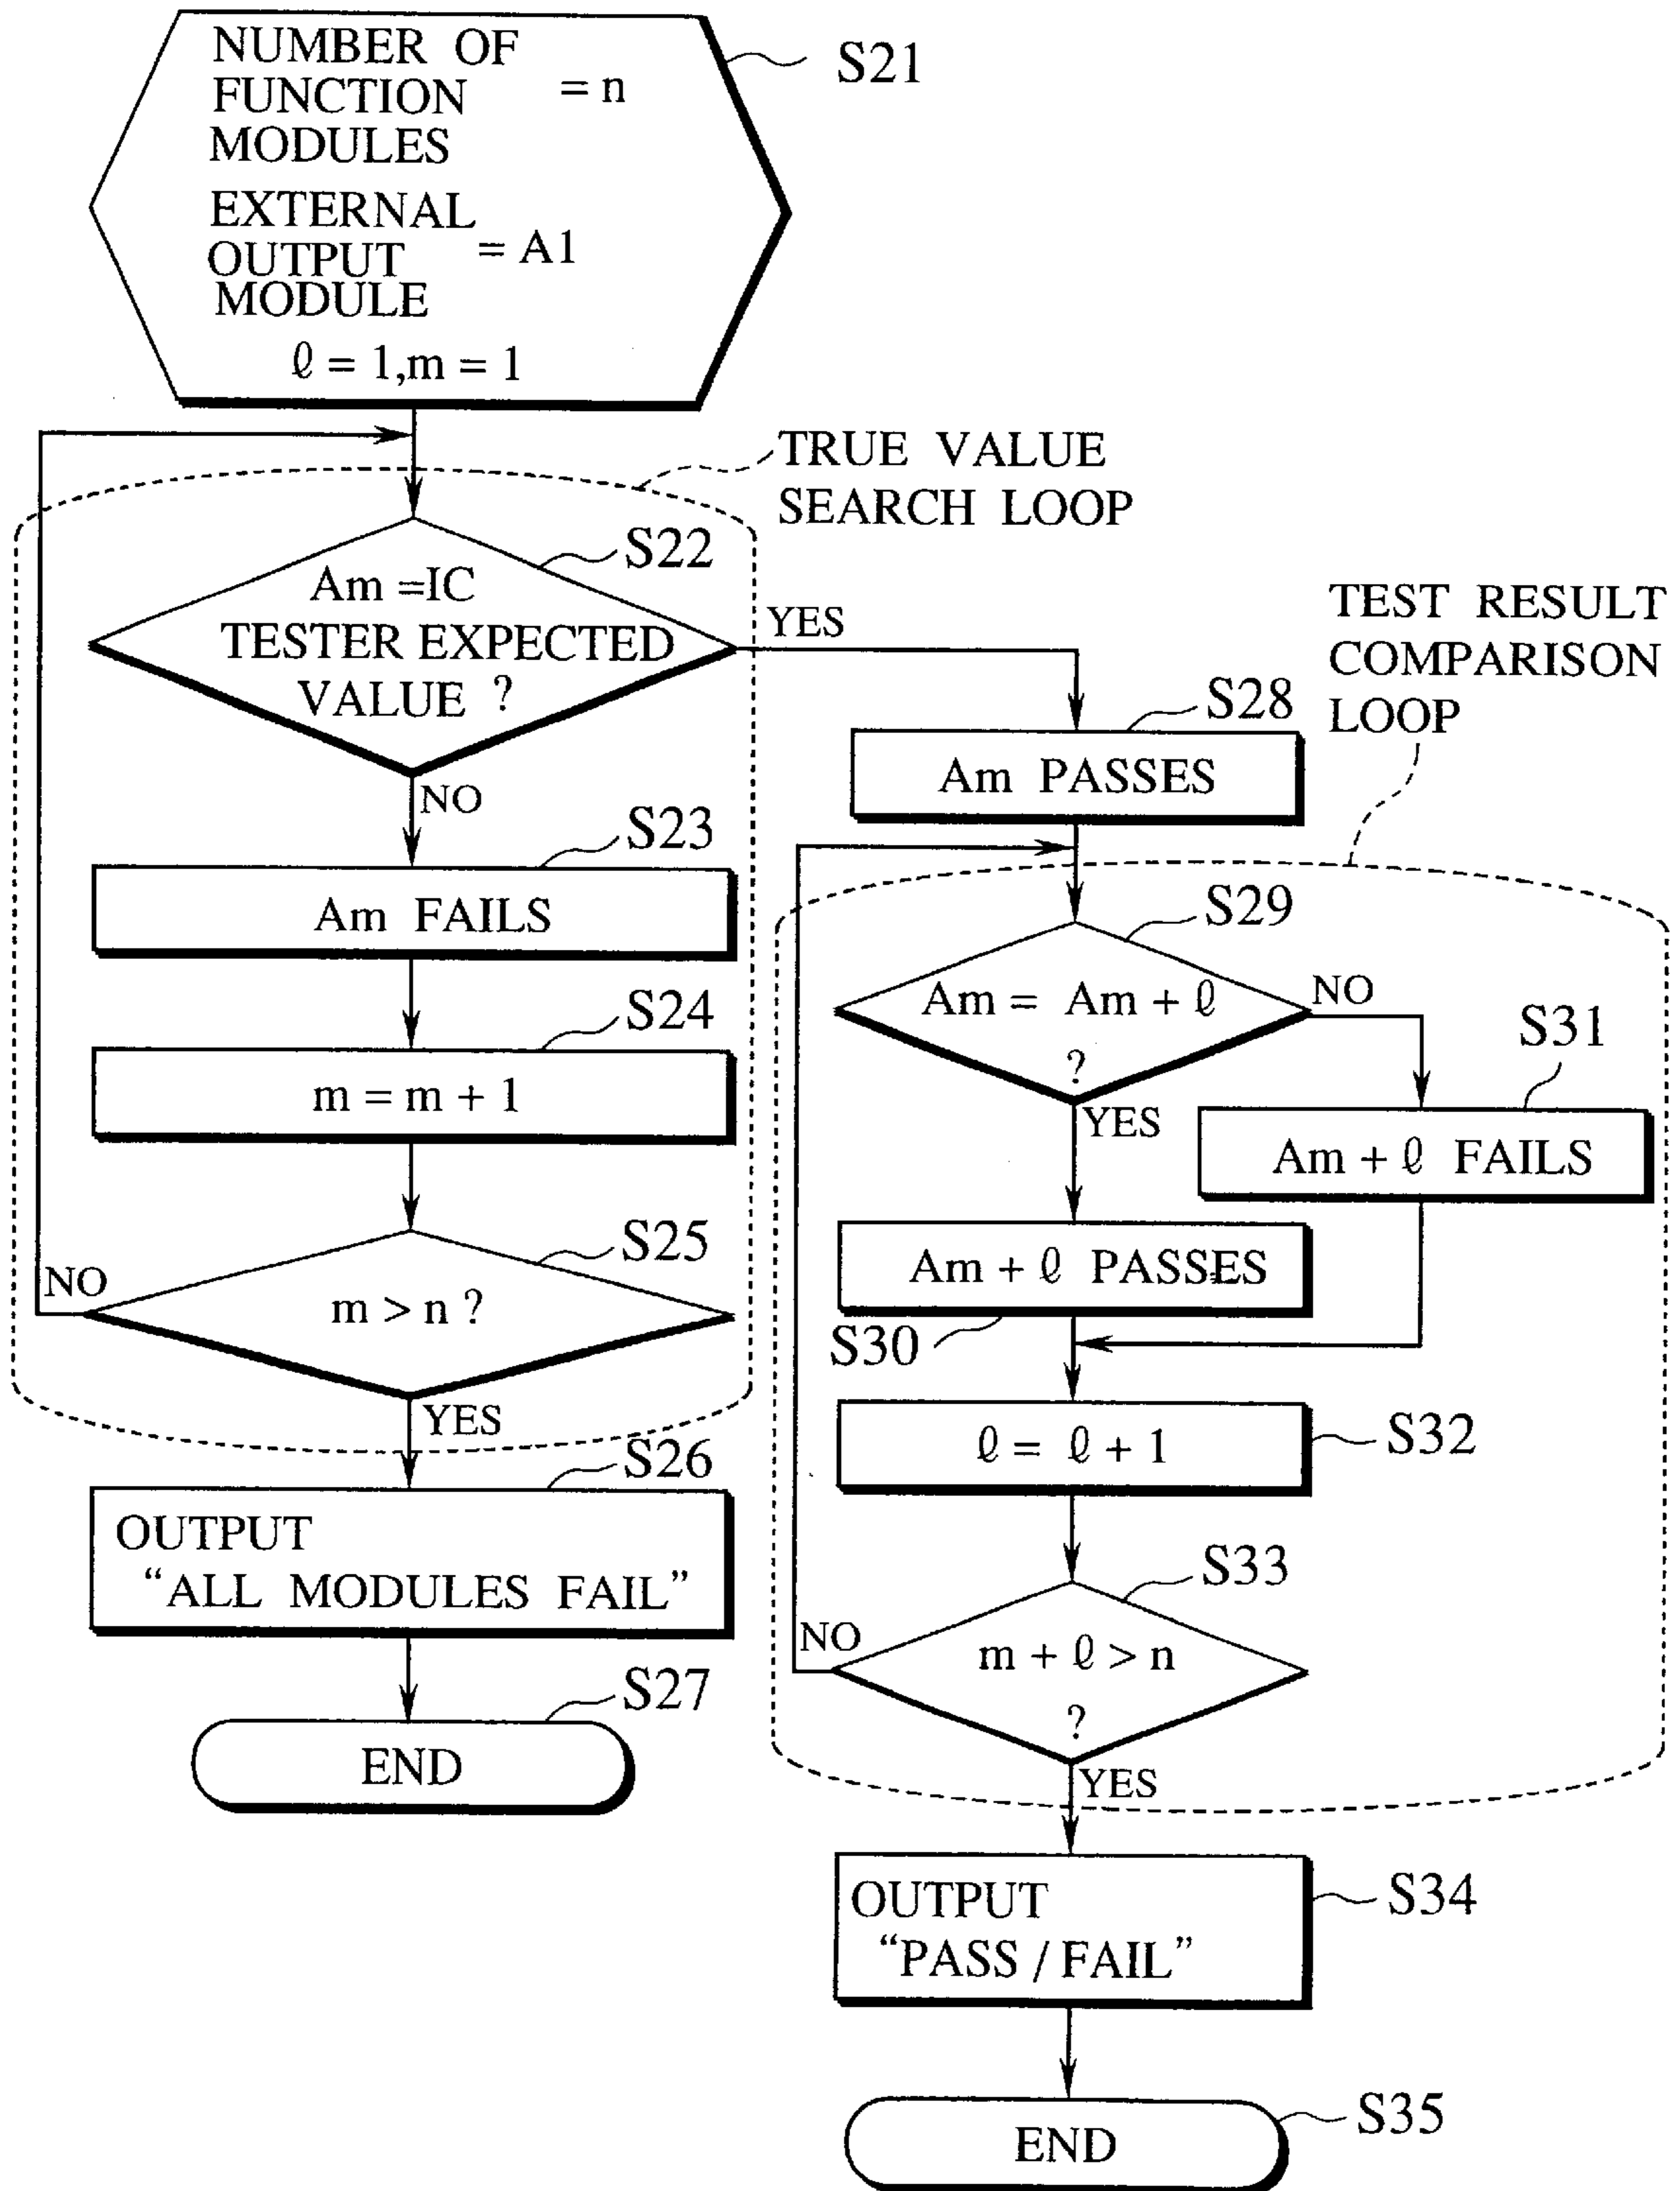 NUMBER OF
FUNCTION = n
MODULES
EXTERNAL
OUTPUT = A1
MODULE
ℓ = 1,m = 1
S21
TRUE VALUE
SEARCH LOOP
S22
Am =IC
TESTER EXPECTED
VALUE ?
YES
NO
S23
Am FAILS
S24
m = m + 1
S25
m > n ?
NO
YES
S26
OUTPUT
“ALL MODULES FAIL”
S27
END
TEST RESULT
COMPARISON
LOOP
S28
Am PASSES
S29
Am = Am + ℓ
?
NO
YES
S31
Am + ℓ FAILS
Am + ℓ PASSES
S30
ℓ = ℓ + 1
S32
S33
m + ℓ > n
?
NO
YES
OUTPUT
“PASS / FAIL”
S34
END
S35